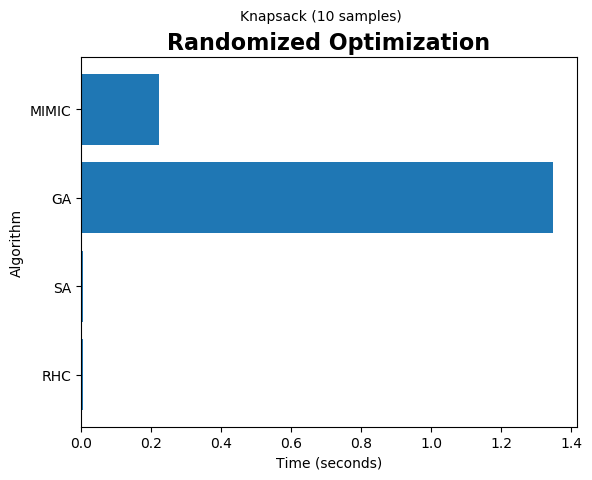 Knapsack (10 samples)
Randomized Optimization
MIMIC
GA
SA
RHC
Algorithm
0.0 0.2 0.4 0.6 0.8 1.0 1.2 1.4
Time (seconds)